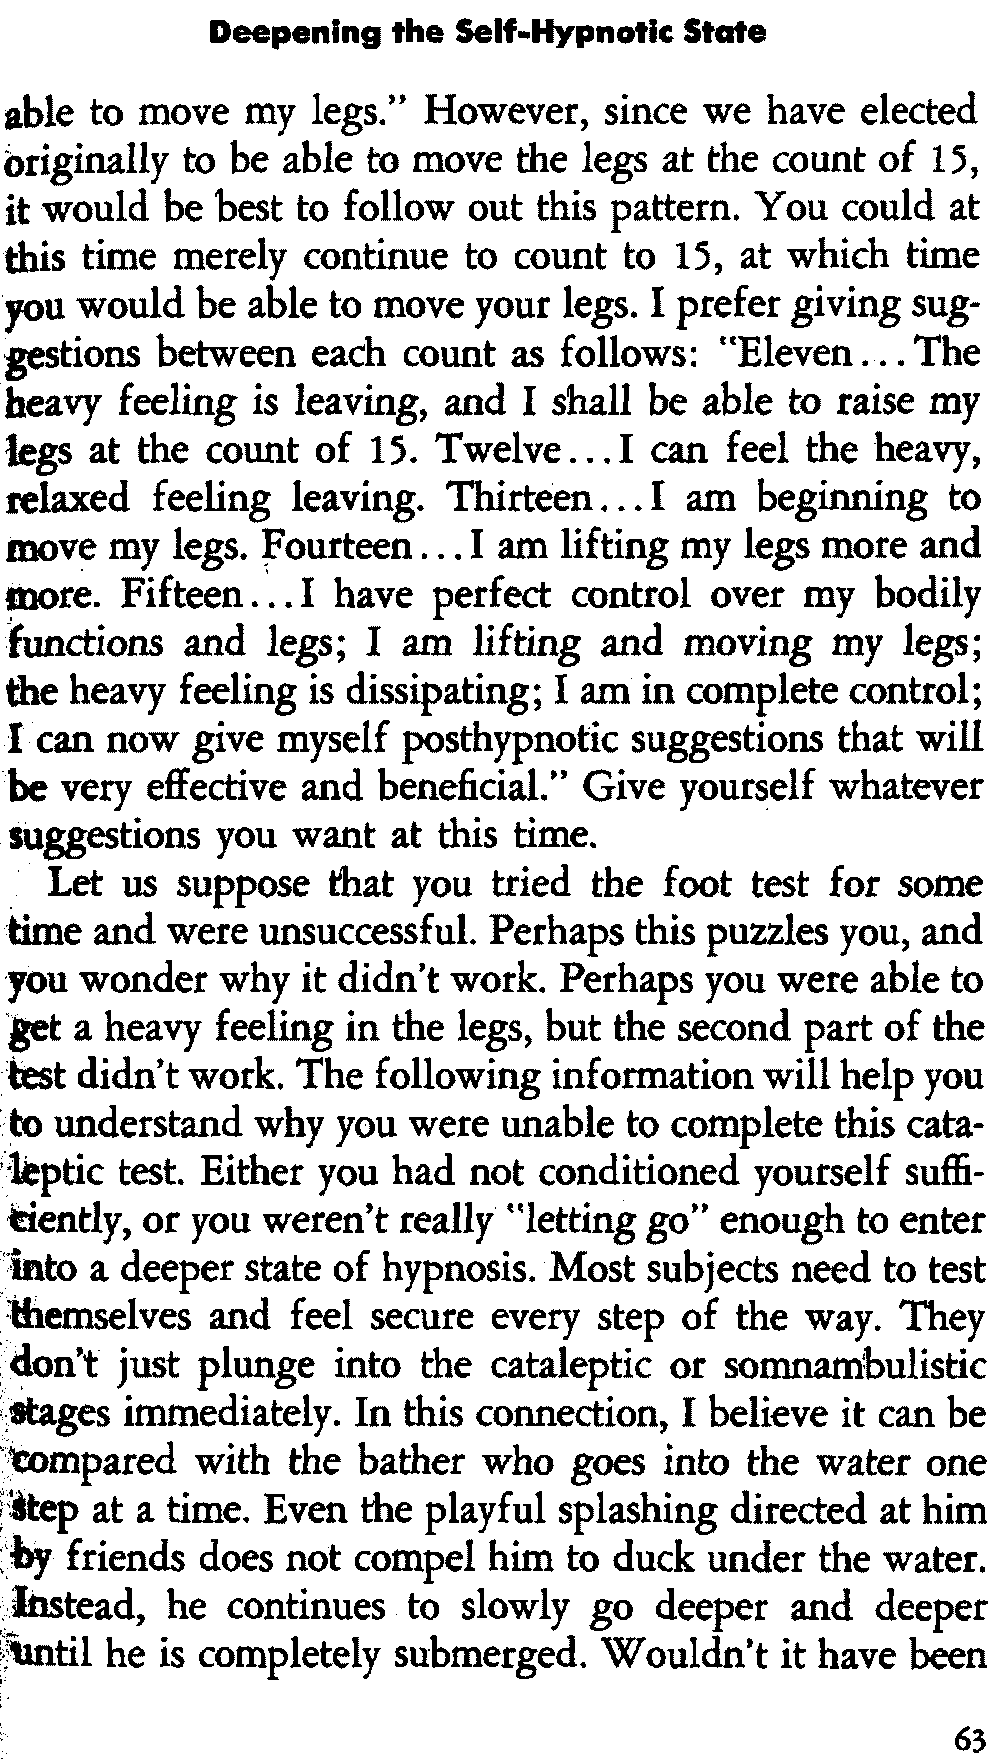 Deepening the Self-Hypnotic State
able to move my legs.” However, since we have elected
originally to be able to move the legs at the count of 15,
it would be best to follow out this pattern. You could at
this time merely continue to count to 15, at which time
you would be able to move your legs. I prefer giving sug-
gestions between each count as follows: “Eleven...The
heavy feeling is leaving, and I shall be able to raise my
legs at the count of 15. Twelve...I can feel the heavy,
relaxed feeling leaving. Thirteen...I am beginning to
move my legs. Fourteen...I am lifting my legs more and
more. Fifteen...I have perfect control over my bodily
functions and legs; I am lifting and moving my legs;
the heavy feeling is dissipating; I am in complete control;
I can now give myself posthypnotic suggestions that will
be very effective and beneficial.” Give yourself whatever
suggestions you want at this time.
Let us suppose that you tried the foot test for some
time and were unsuccessful. Perhaps this puzzles you, and
you wonder why it didn’t work. Perhaps you were able to
get a heavy feeling in the legs, but the second part of the
test didn’t work. The following information will help you
to understand why you were unable to complete this cata-
leptic test. Either you had not conditioned yourself suffi-
ciently, or you weren’t really “letting go” enough to enter
into a deeper state of hypnosis. Most subjects need to test
themselves and feel secure every step of the way. They
don’t just plunge into the cataleptic or somnambulistic
stages immediately. In this connection, I believe it can be
compared with the bather who goes into the water one
step at a time. Even the playful splashing directed at him
by friends does not compel him to duck under the water.
Instead, he continues to slowly go deeper and deeper
until he is completely submerged. Wouldn’t it have been
63